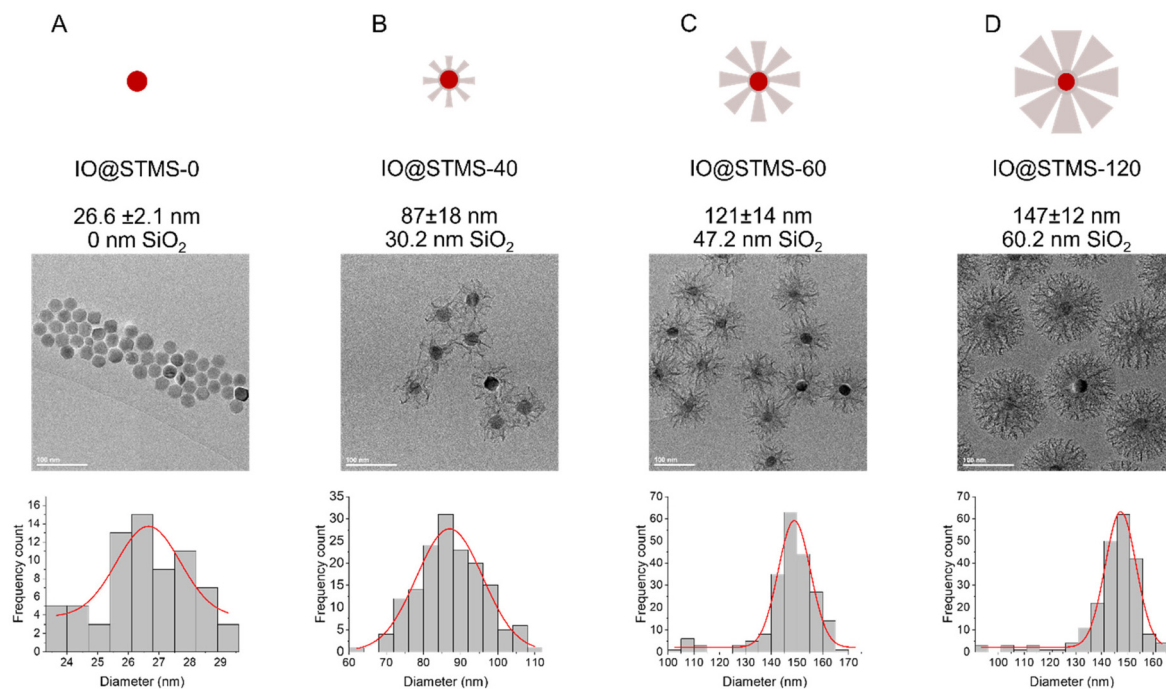 A
B
C
D
IO@STMS-0
IO@STMS-40
IO@STMS-60
IO@STMS-120
26.6 ±2.1 nm
0 nm SiO₂
87±18 nm
30.2 nm SiO₂
121±14 nm
47.2 nm SiO₂
147±12 nm
60.2 nm SiO₂
100 nm
100 nm
100 nm
100 nm
Frequency count
16
14
12
10
8
6
4
2
0
24 25 26 27 28 29
Diameter (nm)
Frequency count
35
30
25
20
15
10
5
0
60 70 80 90 100 110
Diameter (nm)
Frequency count
70
60
50
40
30
20
10
0
100 110 120 130 140 150 160 170
Diameter (nm)
Frequency count
70
60
50
40
30
20
10
0
100 110 120 130 140 150 160
Diameter (nm)